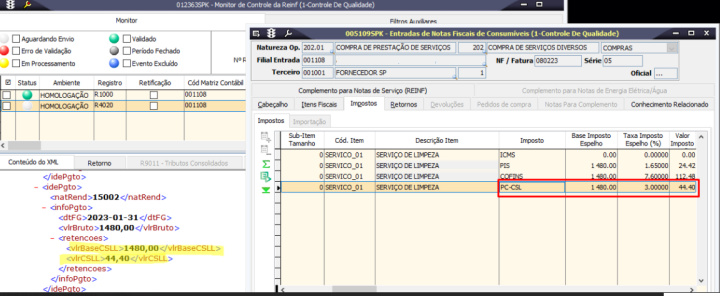 012363SPK - Monitor de Controle da Reinf (1-Controle De Qualidade)
Monitor
Filtros Auxiliares
Aguardando Envio
Validado
Erro de Validação
Período Fechado
Em Processamento
Evento Excluído
Nº R
Status Ambiente Registro Retificação Cód Matriz Contábil
HOMOLOGAÇÃO R1000 001108
HOMOLOGAÇÃO R4020 001108
Conteúdo do XML Retorno R9011 - Tributos Consolidados
</idePgto>
- <idePgto>
<natRend>15002</natRend>
- <infoPgto>
<dtFG>2023-01-31</dtFG>
<vlrBruto>1480,00</vlrBruto>
- <retencoes>
<vlrBaseCSLL>1480,00</vlrBaseCSLL>
<vlrCSLL>44,40</vlrCSLL>
</retencoes>
</infoPgto>
</idePgto>
005109SPK - Entradas de Notas Fiscais de Consumíveis (1-Controle De Qualidade)
Natureza Op. 202.01 COMPRA DE PRESTAÇÃO DE SERVIÇOS 202. COMPRA DE SERVIÇOS DIVERSOS COMPRAS
Filial Entrada 001108 NF / Fatura 080223 Série 05
Terceiro 001001 FORNECEDOR SP 1 Oficial ...
Complemento para Notas de Serviço (REINF) Complemento para Notas de Energia Elétrica/Água
Cabeçalho Itens Fiscais Impostos Retornos Devoluções Pedidos de compra Notas Para Complemento Conhecimento Relacionado
Impostos Importação
Sub-Item Tamanho Cód. Item Descrição Item Imposto Base Imposto Espelho Taxa Imposto Espelho (%) Valor Imposto
0 SERVICO_01 SERVIÇO DE LIMPEZA ICMS 0.00 0.00000 0.00
0 SERVICO_01 SERVIÇO DE LIMPEZA PIS 1 480.00 1.65000 24.42
0 SERVICO_01 SERVIÇO DE LIMPEZA COFINS 1 480.00 7.60000 112.48
0 SERVICO_01 SERVIÇO DE LIMPEZA PC-CSL 1 480.00 3.00000 44.40